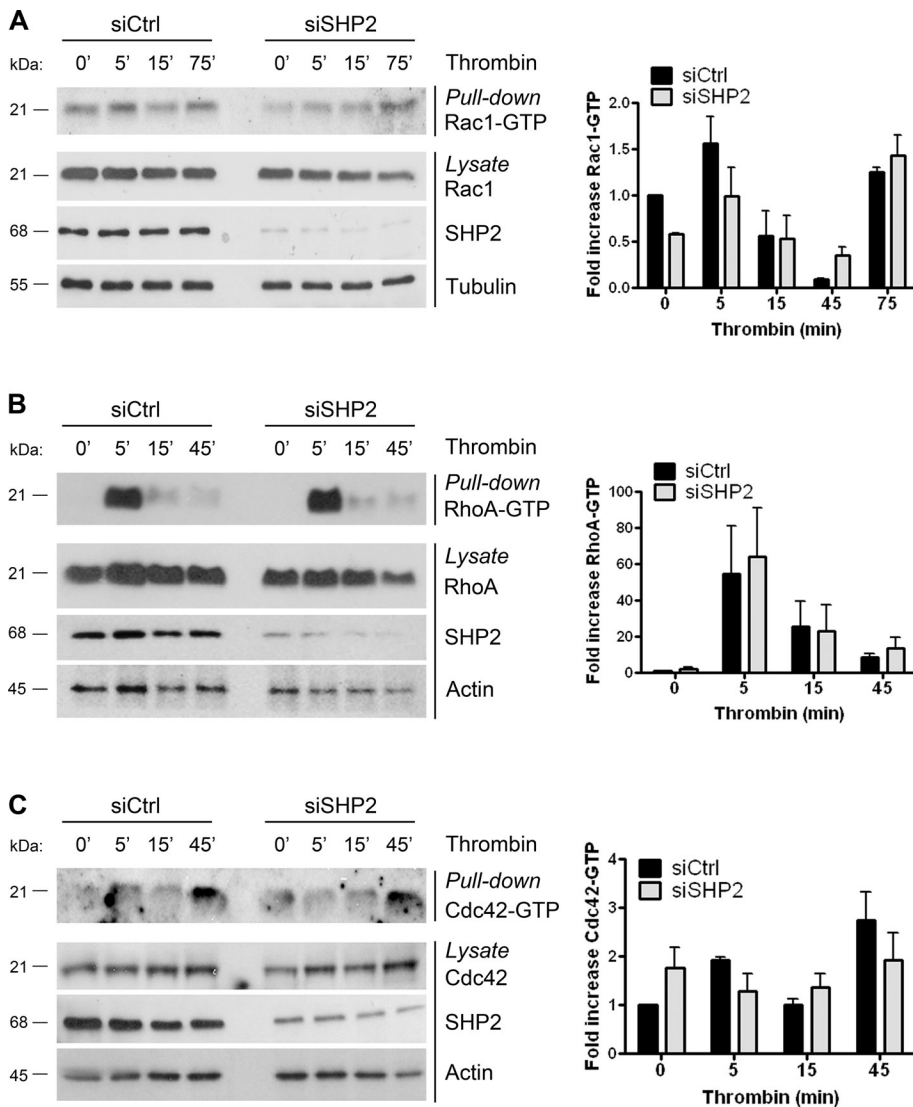 A
siCtrl siSHP2
kDa: 0’ 5’ 15’ 75’ 0’ 5’ 15’ 75’ Thrombin
21 Pull-down
Rac1-GTP
21 Lysate
Rac1
68 SHP2
55 Tubulin
siCtrl
siSHP2
Fold increase Rac1-GTP
2.0
1.5
1.0
0.5
0.0
0 5 15 45 75
Thrombin (min)
B
siCtrl siSHP2
kDa: 0’ 5’ 15’ 45’ 0’ 5’ 15’ 45’ Thrombin
21 Pull-down
RhoA-GTP
21 Lysate
RhoA
68 SHP2
45 Actin
siCtrl
siSHP2
Fold increase RhoA-GTP
100
80
60
40
20
0
0 5 15 45
Thrombin (min)
C
siCtrl siSHP2
kDa: 0’ 5’ 15’ 45’ 0’ 5’ 15’ 45’ Thrombin
21 Pull-down
Cdc42-GTP
21 Lysate
Cdc42
68 SHP2
45 Actin
siCtrl
siSHP2
Fold increase Cdc42-GTP
4
3
2
1
0
0 5 15 45
Thrombin (min)